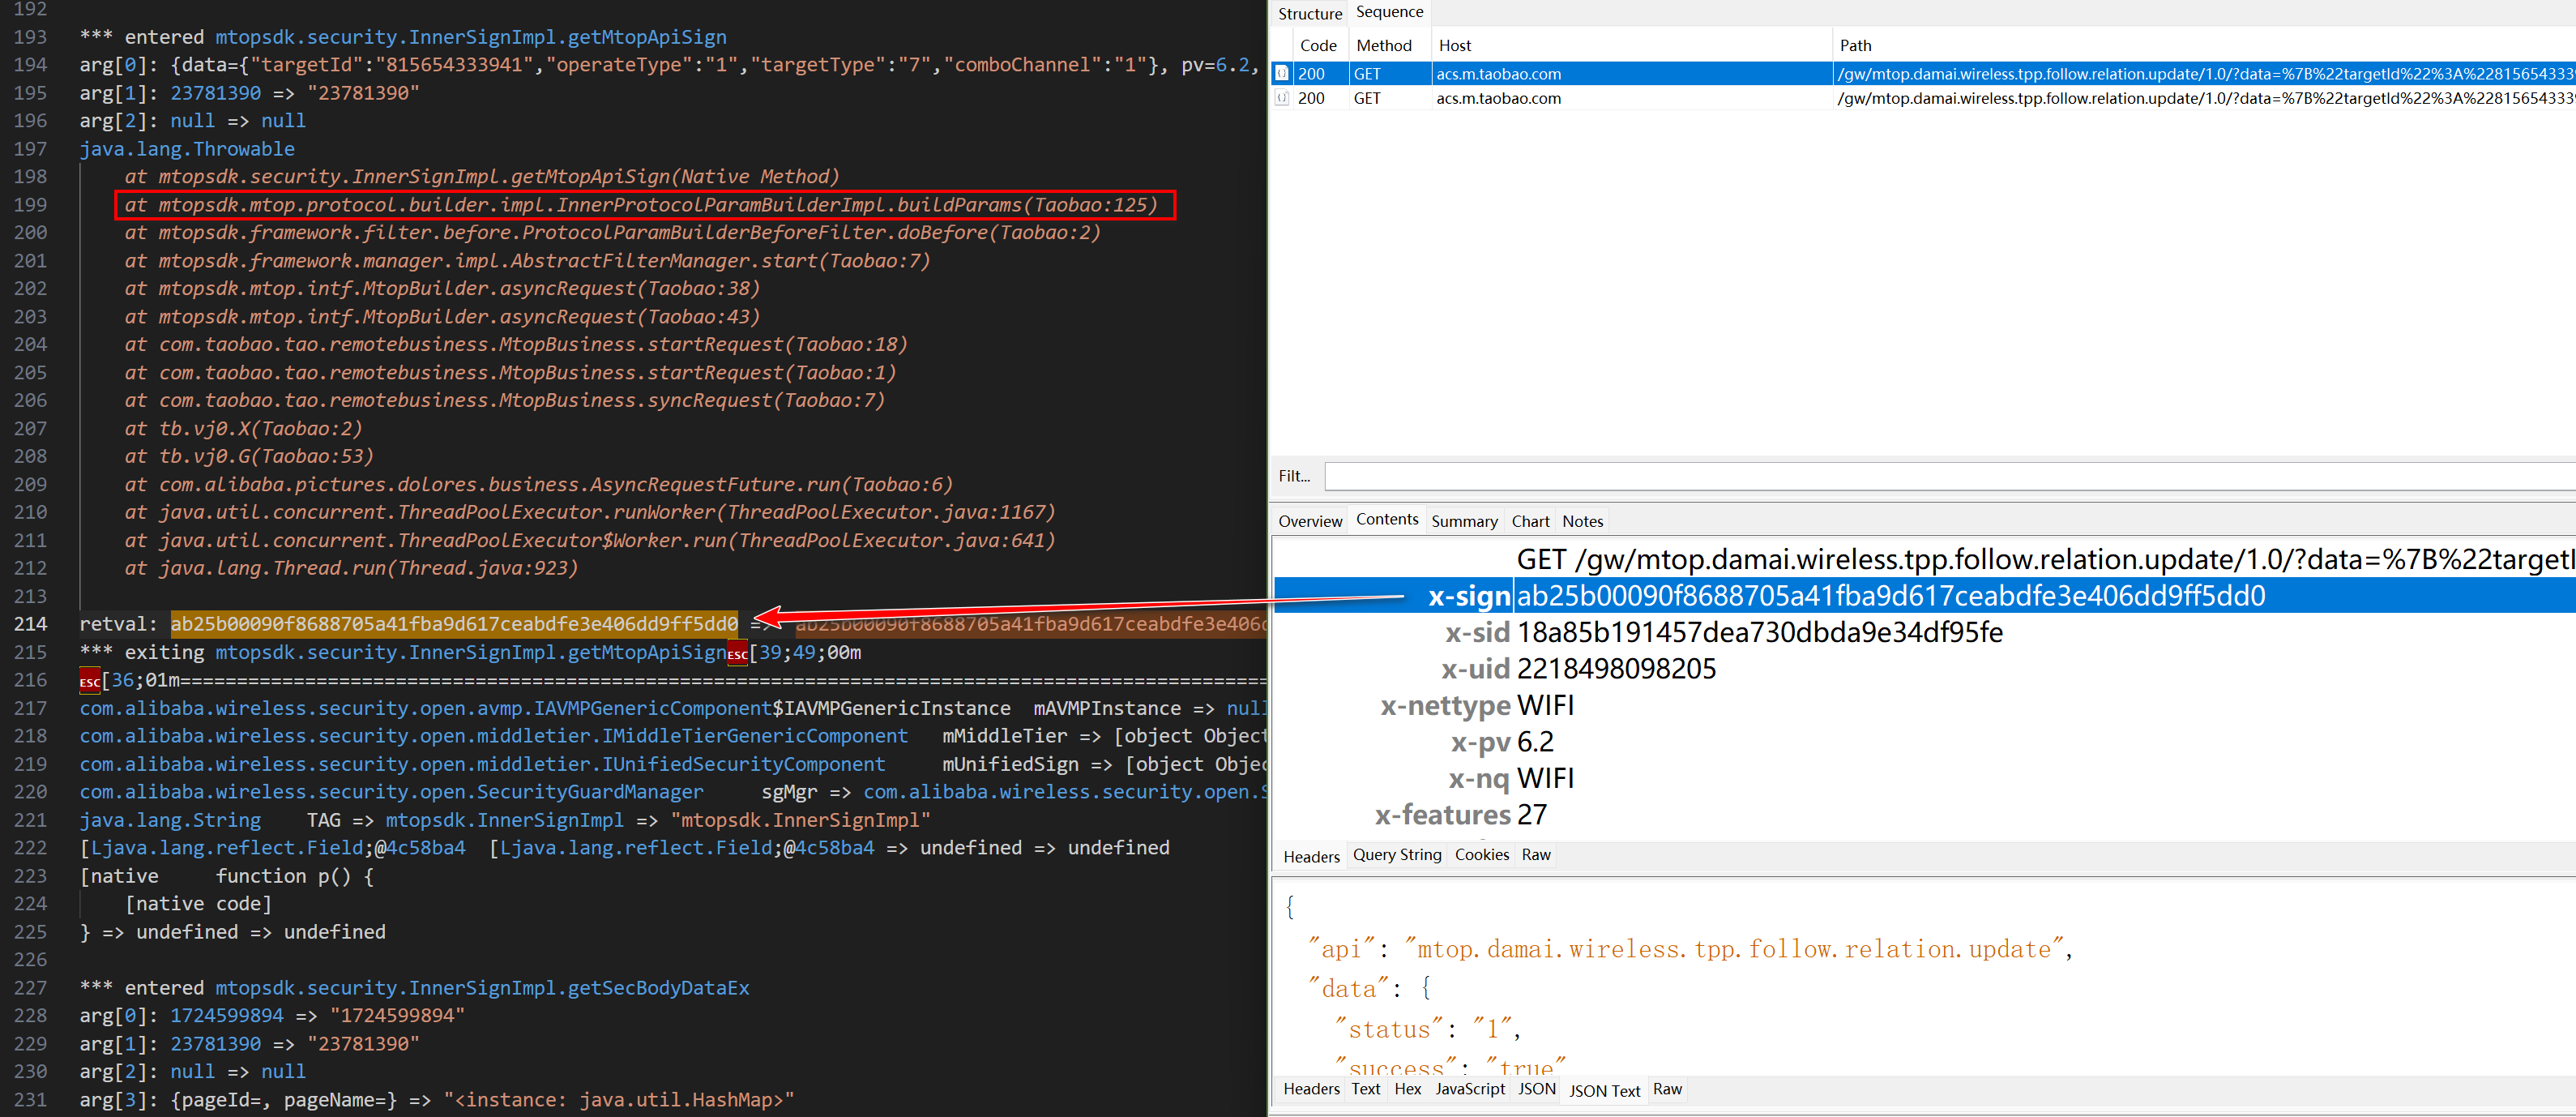 192
193 *** entered mtopsdk.security.InnerSignImpl.getMtopApiSign
194 arg[0]: {data={"targetId":"815654333941","operateType":"1","targetType":"7","comboChannel":"1"}, pv=6.2,
195 arg[1]: 23781390 => "23781390"
196 arg[2]: null => null
197 java.lang.Throwable
198 at mtopsdk.security.InnerSignImpl.getMtopApiSign(Native Method)
199 at mtopsdk.mtop.protocol.builder.impl.InnerProtocolParamBuilderImpl.buildParams(Taobao:125)
200 at mtopsdk.framework.filter.before.ProtocolParamBuilderBeforeFilter.doBefore(Taobao:2)
201 at mtopsdk.framework.manager.impl.AbstractFilterManager.start(Taobao:7)
202 at mtopsdk.mtop.intf.MtopBuilder.asyncRequest(Taobao:38)
203 at mtopsdk.mtop.intf.MtopBuilder.asyncRequest(Taobao:43)
204 at com.taobao.tao.remotebusiness.MtopBusiness.startRequest(Taobao:18)
205 at com.taobao.tao.remotebusiness.MtopBusiness.startRequest(Taobao:1)
206 at com.taobao.tao.remotebusiness.MtopBusiness.syncRequest(Taobao:7)
207 at tb.vj0.X(Taobao:2)
208 at tb.vj0.G(Taobao:53)
209 at com.alibaba.pictures.dolores.business.AsyncRequestFuture.run(Taobao:6)
210 at java.util.concurrent.ThreadPoolExecutor.runWorker(ThreadPoolExecutor.java:1167)
211 at java.util.concurrent.ThreadPoolExecutor$Worker.run(ThreadPoolExecutor.java:641)
212 at java.lang.Thread.run(Thread.java:923)
213
214 retval: ab25b00090f8688705a41fba9d617ceabdfe3e406dd9ff5dd0 => ab25b00090f8688705a41fba9d617ceabdfe3e406d
215 *** exiting mtopsdk.security.InnerSignImpl.getMtopApiSignESC[39;49;00m
216 ESC[36;01m================================================================================================
217 com.alibaba.wireless.security.open.avmp.IAVMPGenericComponent$IAVMPGenericInstance mAVMPInstance => null
218 com.alibaba.wireless.security.open.middletier.IMiddleTierGenericComponent mMiddleTier => [object Object
219 com.alibaba.wireless.security.open.middletier.IUnifiedSecurityComponent mUnifiedSign => [object Objec
220 com.alibaba.wireless.security.open.SecurityGuardManager sgMgr => com.alibaba.wireless.security.open.S
221 java.lang.String TAG => mtopsdk.InnerSignImpl => "mtopsdk.InnerSignImpl"
222 [Ljava.lang.reflect.Field;@4c58ba4 [Ljava.lang.reflect.Field;@4c58ba4 => undefined => undefined
223 [native function p() {
224 [native code]
225 } => undefined => undefined
226
227 *** entered mtopsdk.security.InnerSignImpl.getSecBodyDataEx
228 arg[0]: 1724599894 => "1724599894"
229 arg[1]: 23781390 => "23781390"
230 arg[2]: null => null
231 arg[3]: {pageId=, pageName=} => "<instance: java.util.HashMap>"
Structure Sequence
Code Method Host Path
200 GET acs.m.taobao.com /gw/mtop.damai.wireless.tpp.follow.relation.update/1.0/?data=%7B%22targetId%22%3A%228156543339
200 GET acs.m.taobao.com /gw/mtop.damai.wireless.tpp.follow.relation.update/1.0/?data=%7B%22targetId%22%3A%228156543339
Filt...
Overview Contents Summary Chart Notes
GET /gw/mtop.damai.wireless.tpp.follow.relation.update/1.0/?data=%7B%22targetI
x-sign ab25b00090f8688705a41fba9d617ceabdfe3e406dd9ff5dd0
x-sid 18a85b191457dea730dbda9e34df95fe
x-uid 2218498098205
x-nettype WIFI
x-pv 6.2
x-nq WIFI
x-features 27
Headers Query String Cookies Raw
{
"api": "mtop.damai.wireless.tpp.follow.relation.update",
"data": {
"status": "1",
"success": "true"
Headers Text Hex JavaScript JSON JSON Text Raw